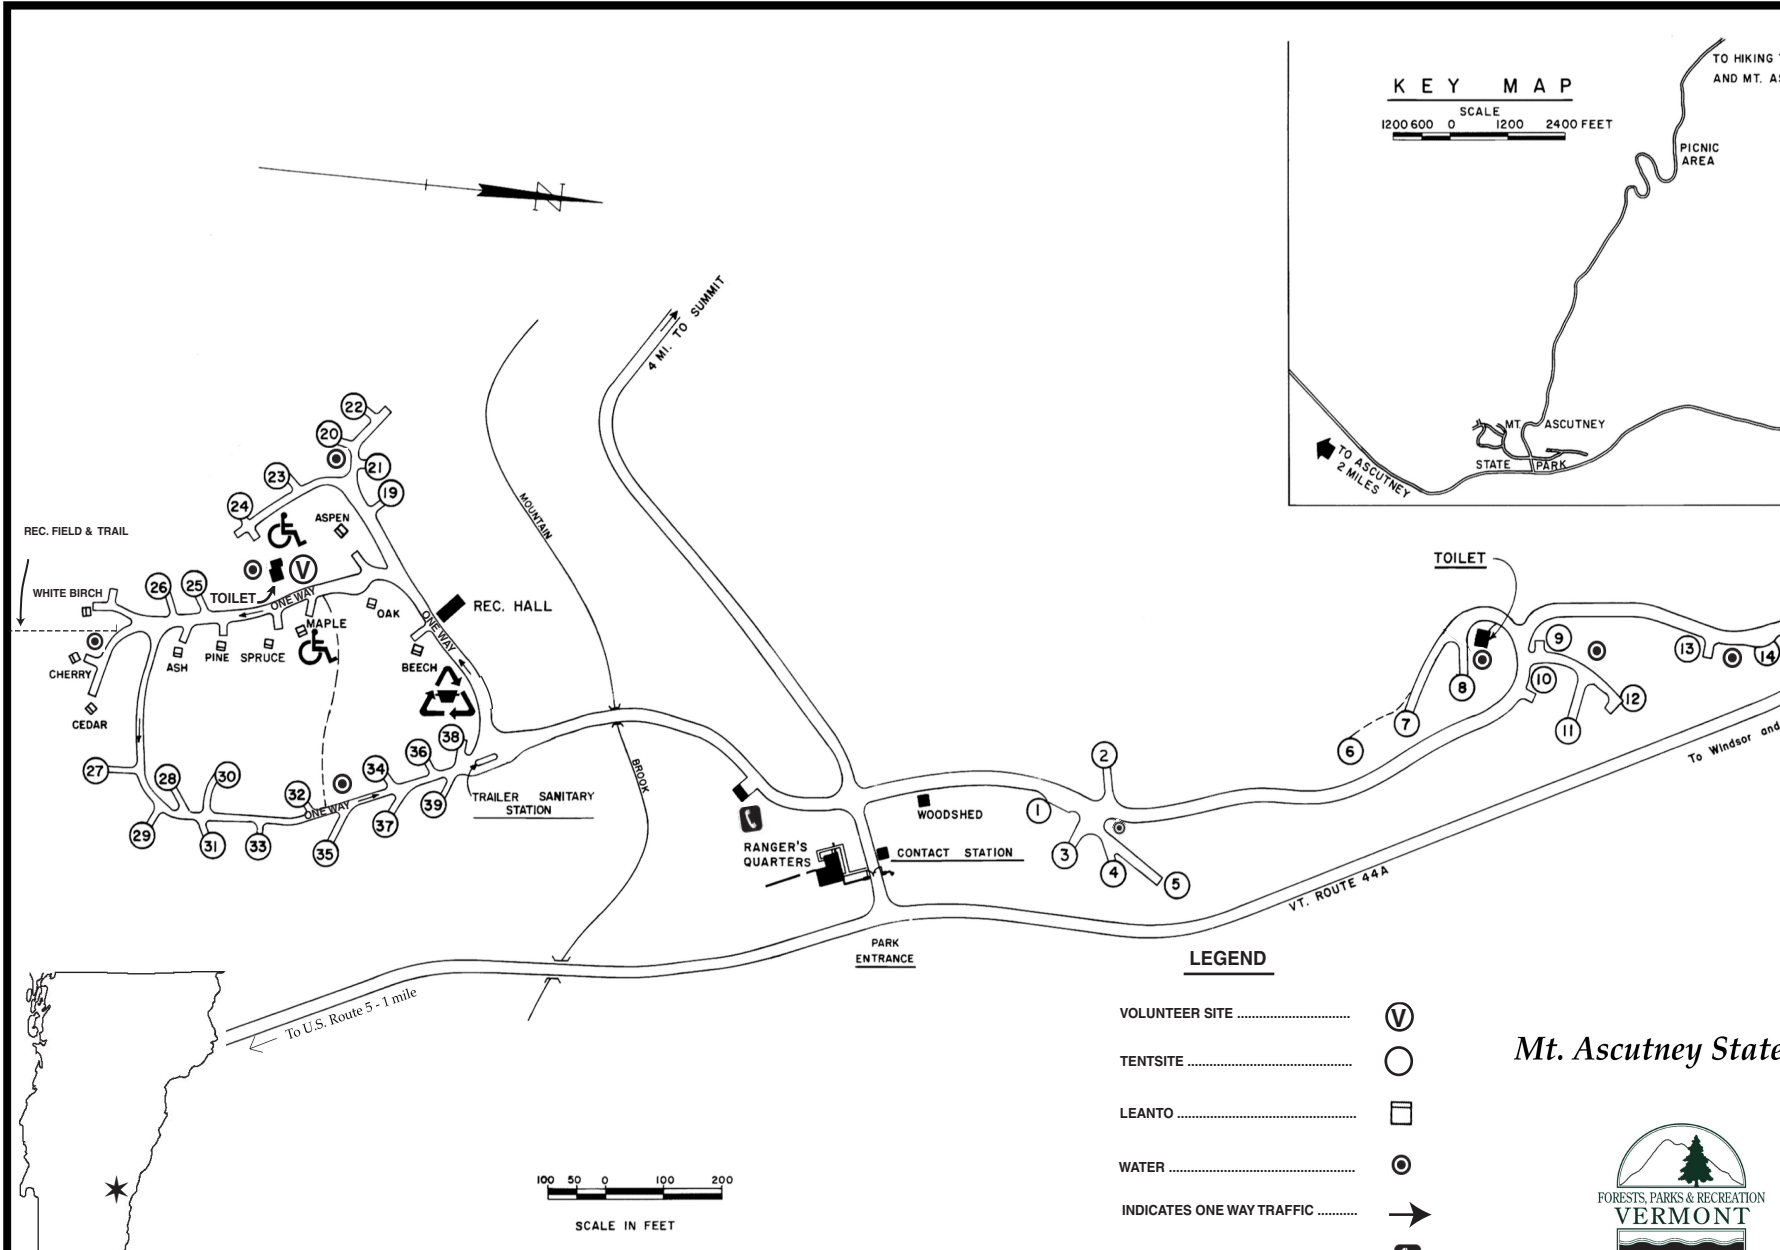 KEY MAP
SCALE
1200 600 0 1200 2400 FEET
TO HIKING
AND MT.
PICNIC
AREA
MT. ASCUTNEY
STATE PARK
TO ASCUTNEY
2 MILES
N
4 MI. TO SUMMIT
MOUNTAIN
BROOK
22
20
21
23
19
24
ASPEN
REC. FIELD & TRAIL
V
26
25
WHITE BIRCH
TOILET
ONE WAY
MAPLE
OAK
REC. HALL
ONE WAY
ASH
PINE
SPRUCE
BEECH
CHERRY
CEDAR
38
36
34
27
28
30
32
ONE WAY
39
37
29
31
33
35
TRAILER SANITARY
STATION
RANGER'S
QUARTERS
WOODSHED
CONTACT STATION
1
2
3
4
5
TOILET
6
7
8
9
10
11
12
13
14
To Windsor and
VT. ROUTE 44A
PARK
ENTRANCE
To U.S. Route 5 - 1 mile
100 50 0 100 200
SCALE IN FEET
LEGEND
VOLUNTEER SITE ............................... V
TENTSITE .............................................
LEANTO .................................................
WATER ...................................................
INDICATES ONE WAY TRAFFIC ...........
Mt. Ascutney State
FORESTS, PARKS & RECREATION
VERMONT